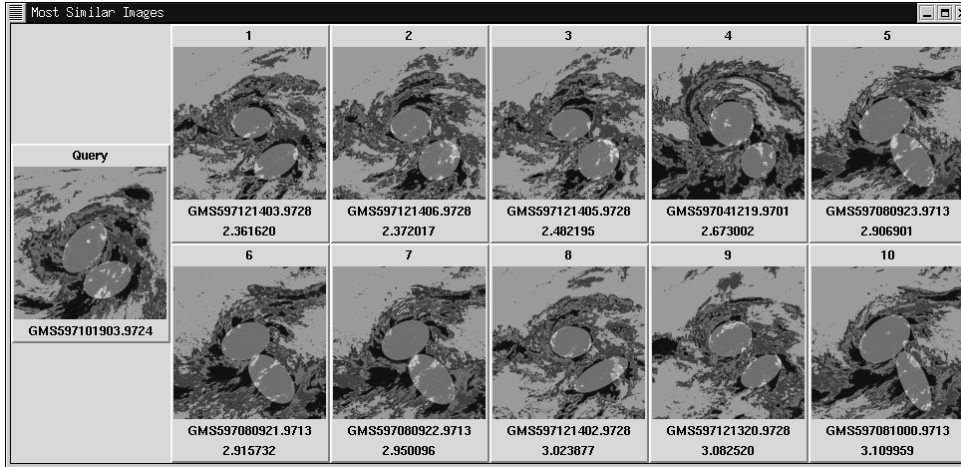 Most Similar Images
Query
GMS597101903.9724
1
GMS597121403.9728
2.361620
2
GMS597121406.9728
2.372017
3
GMS597121405.9728
2.482195
4
GMS597041219.9701
2.673002
5
GMS597080923.9713
2.906901
6
GMS597080921.9713
2.915732
7
GMS597080922.9713
2.950096
8
GMS597121402.9728
3.023877
9
GMS597121320.9728
3.082520
10
GMS597081000.9713
3.109959